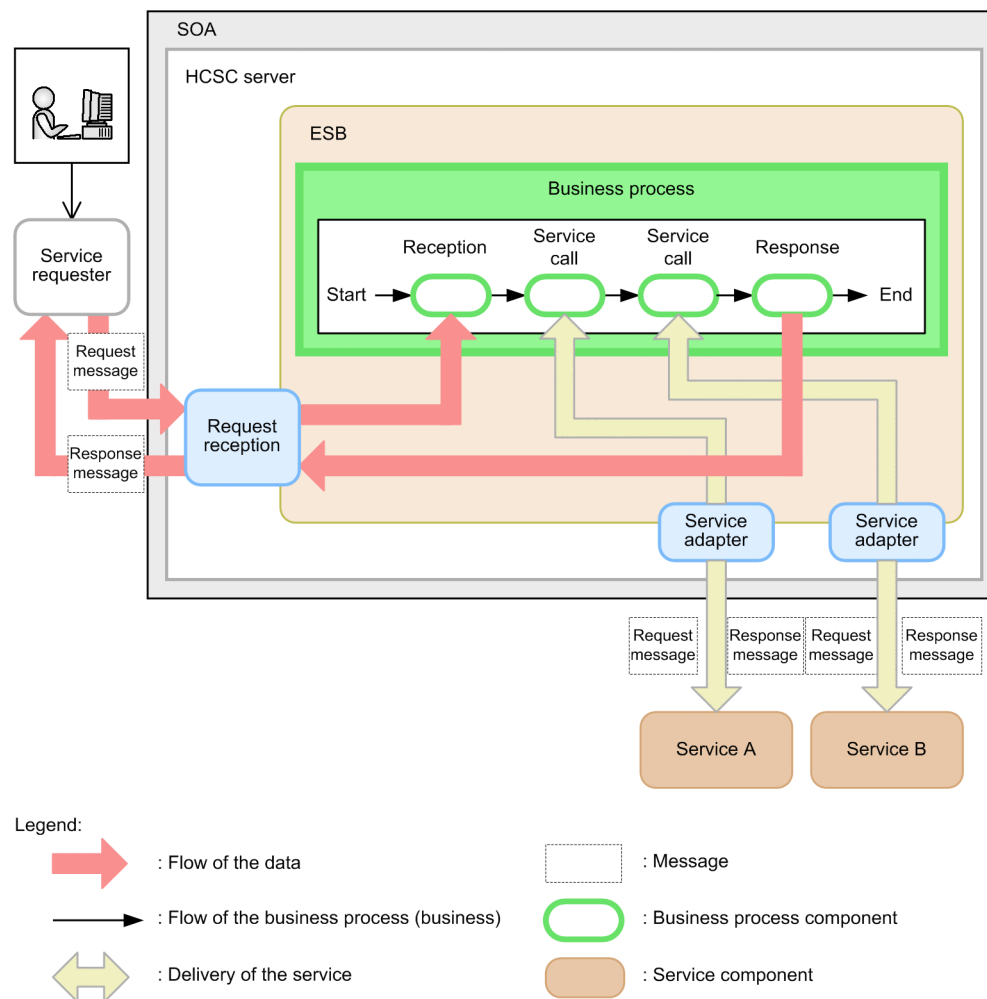 SOA
HCSC server
ESB
Business process
Reception
Service
call
Service
call
Response
Start
End
Service
requester
Request
message
Response
message
Request
reception
Service
adapter
Service
adapter
Request
message
Response
message
Request
message
Response
message
Service A
Service B
Legend:
: Flow of the data
: Message
: Flow of the business process (business)
: Business process component
: Delivery of the service
: Service component